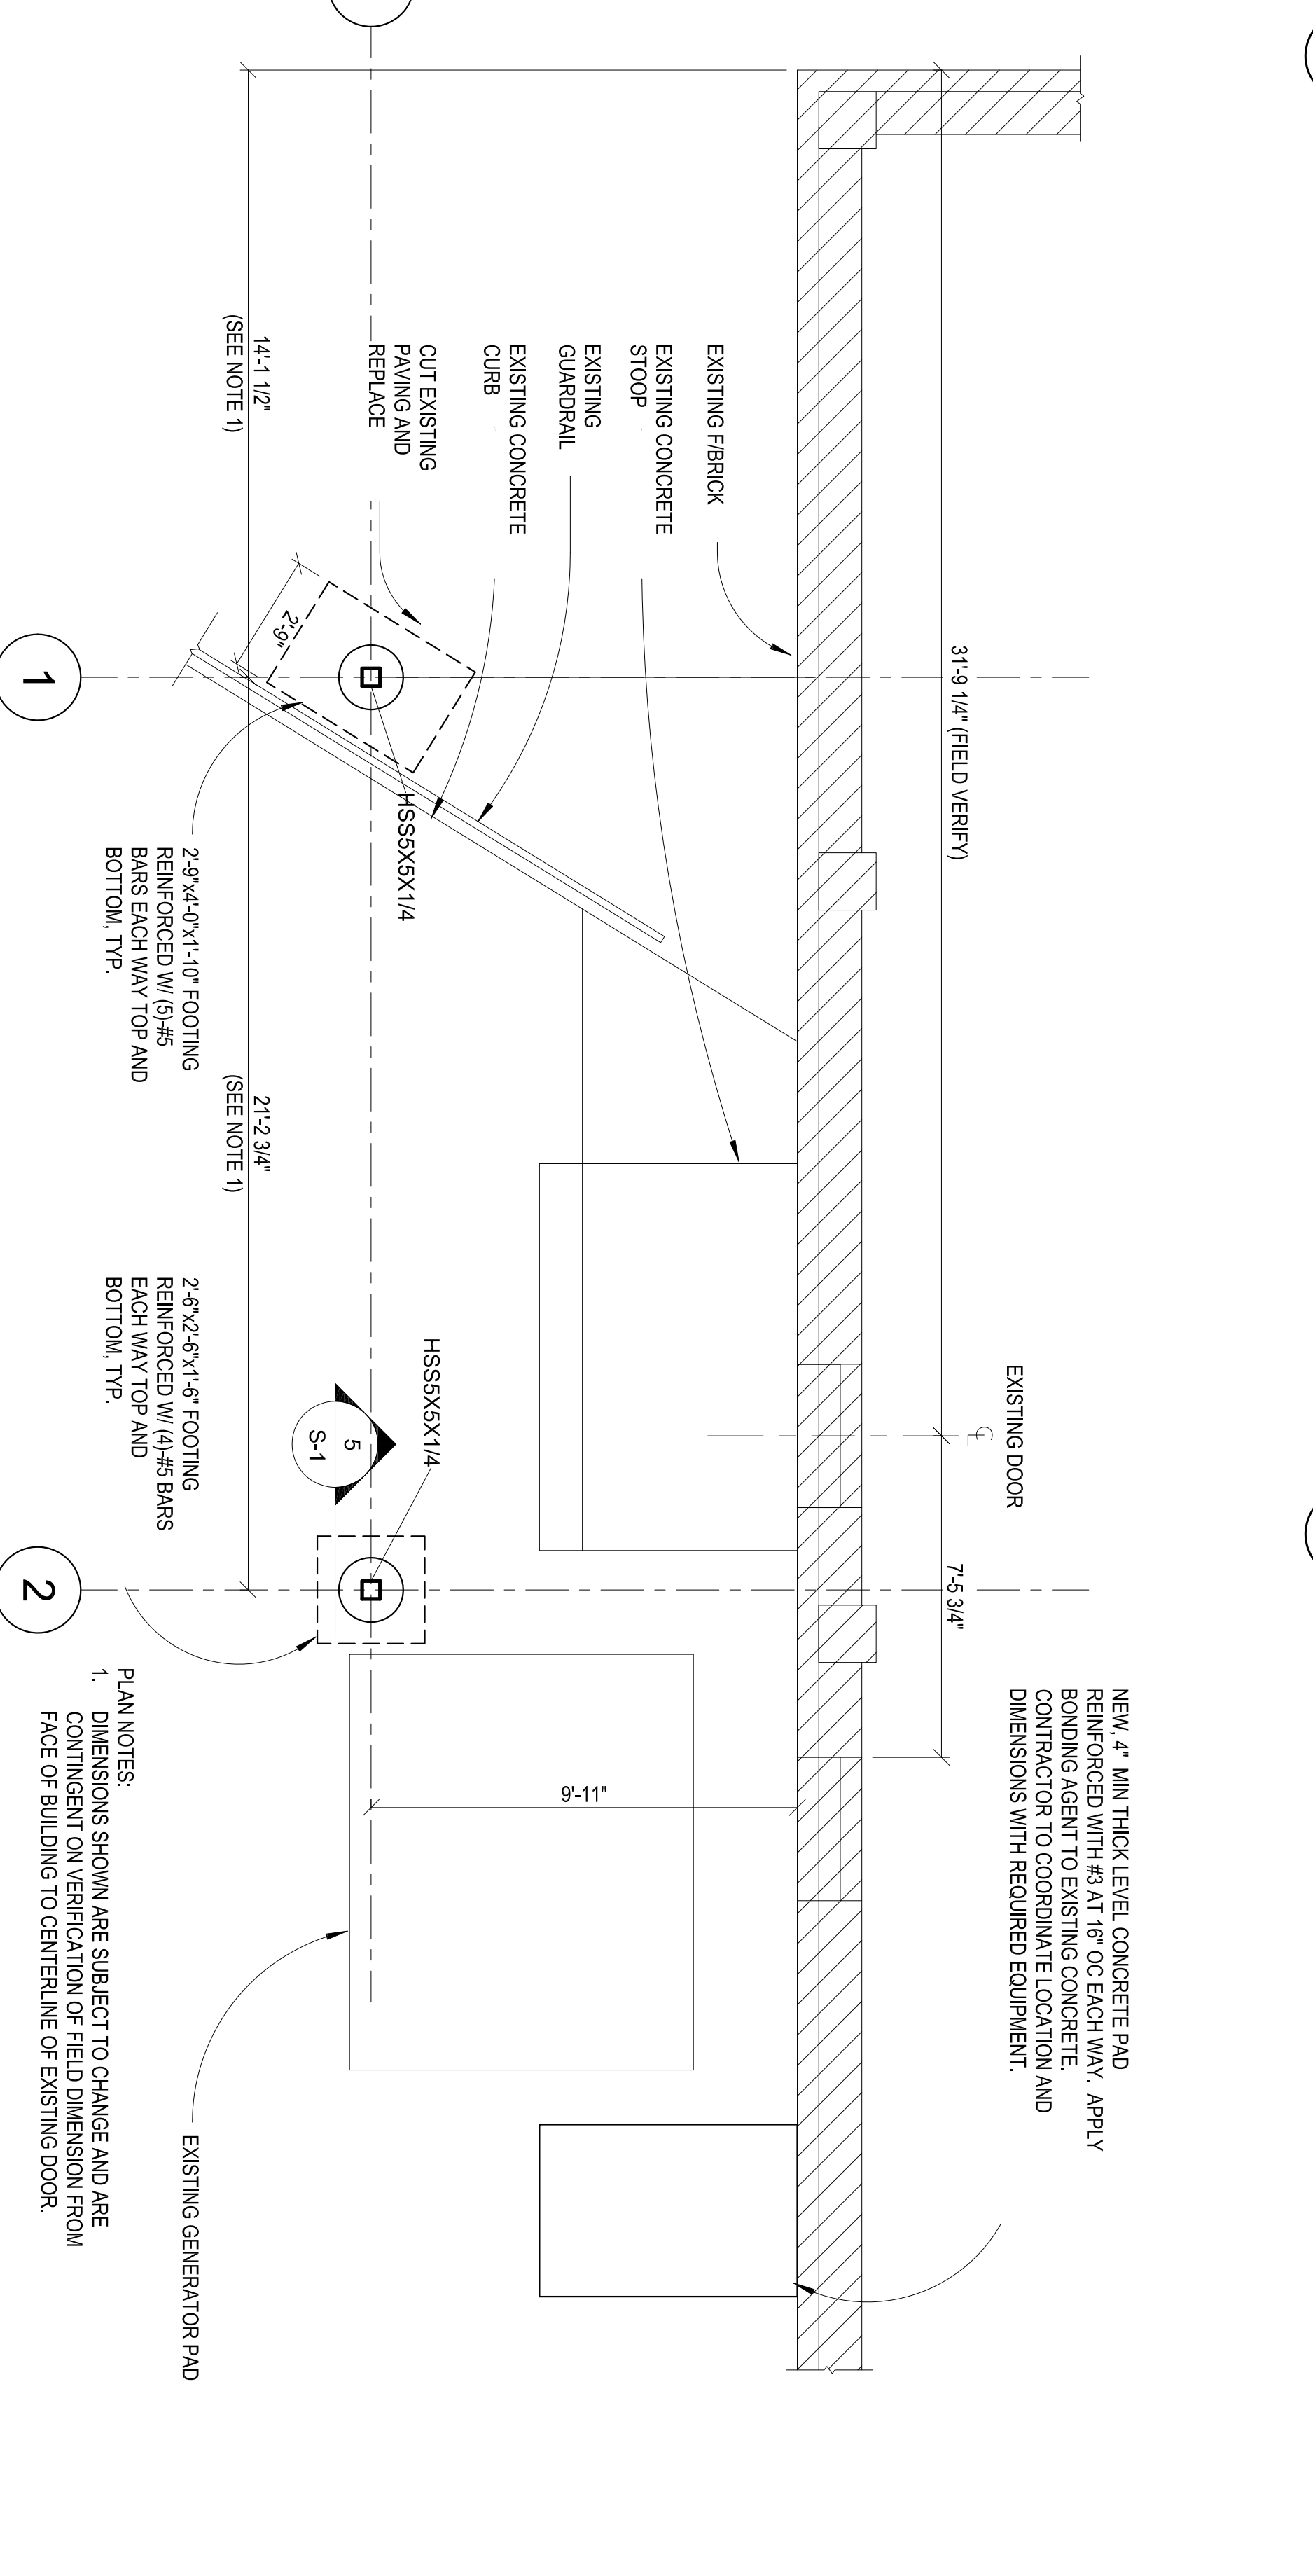 NEW, 4" MIN THICK LEVEL CONCRETE PAD
REINFORCED WITH #3 AT 16" OC EACH WAY. APPLY
BONDING AGENT TO EXISTING CONCRETE.
CONTRACTOR TO COORDINATE LOCATION AND
DIMENSIONS WITH REQUIRED EQUIPMENT.
EXISTING DOOR
CL
31'-9 1/4" (FIELD VERIFY)
7'-5 3/4"
EXISTING F/BRICK
EXISTING CONCRETE
STOOP
EXISTING
GUARDRAIL
EXISTING CONCRETE
CURB
CUT EXISTING
PAVING AND
REPLACE
9'-11"
HSS5X5X1/4
HSS5X5X1/4
5
S-1
2'-9"
14'-1 1/2"
(SEE NOTE 1)
21'-2 3/4"
(SEE NOTE 1)
2'-9"x4'-0"x1'-10" FOOTING
REINFORCED W/ (5)-#5
BARS EACH WAY TOP AND
BOTTOM, TYP.
2'-6"x2'-6"x1'-6" FOOTING
REINFORCED W/ (4)-#5 BARS
EACH WAY TOP AND
BOTTOM, TYP.
EXISTING GENERATOR PAD
PLAN NOTES:
1. DIMENSIONS SHOWN ARE SUBJECT TO CHANGE AND ARE
CONTINGENT ON VERIFICATION OF FIELD DIMENSION FROM
FACE OF BUILDING TO CENTERLINE OF EXISTING DOOR.
1
2